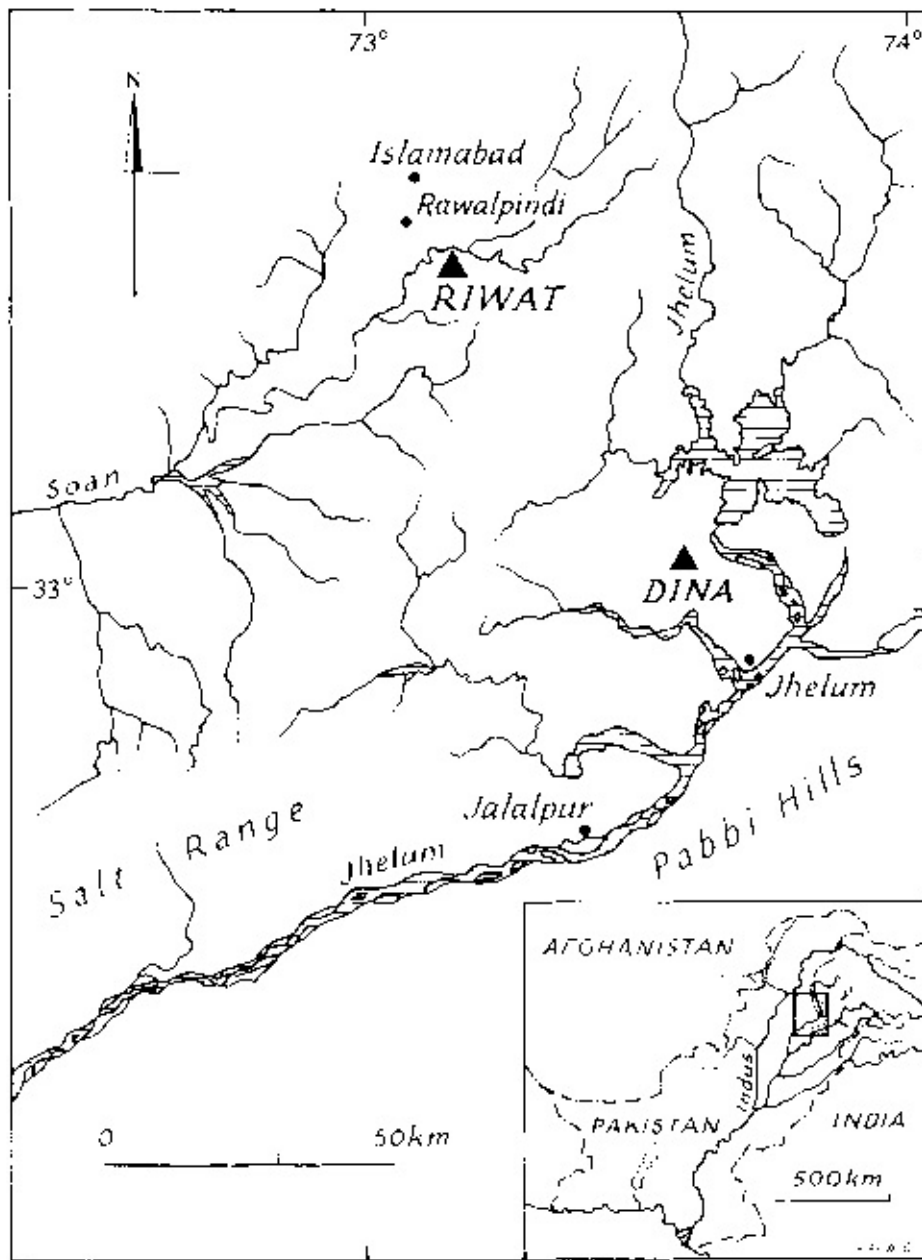 73°
74°
N
Islamabad
Rawalpindi
RIWAT
Jhelum
Soan
33°
DINA
Jhelum
Jalalpur
Pabbi Hills
Salt Range
Jhelum
AFGHANISTAN
Indus
PAKISTAN
INDIA
0 50km
500km